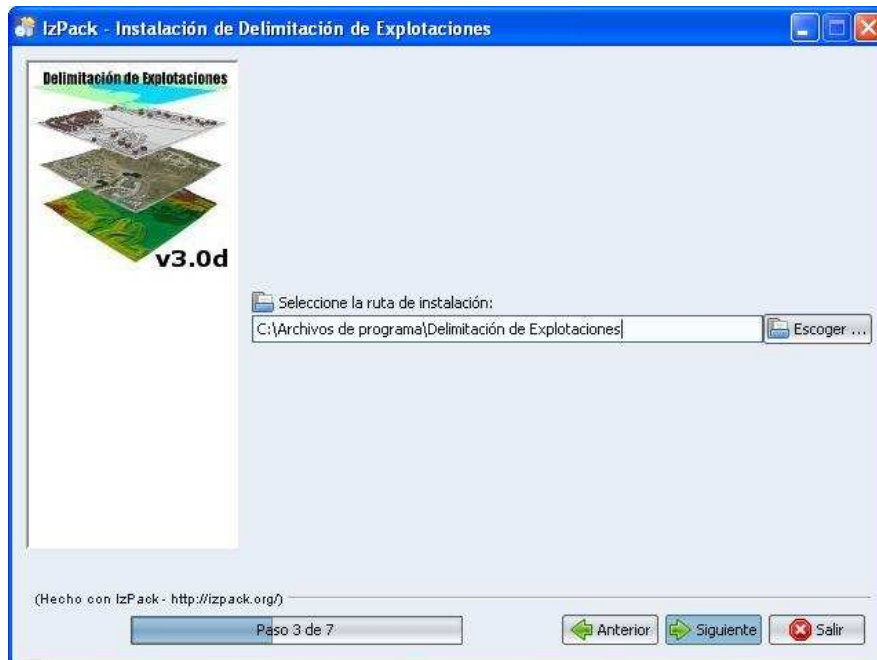 IzPack - Instalación de Delimitación de Explotaciones
Delimitación de Explotaciones
v3.0d
Seleccione la ruta de instalación:
C:\Archivos de programa\Delimitación de Explotaciones
Escoger ...
(Hecho con IzPack - http://izpack.org/)
Paso 3 de 7
Anterior
Siguiente
Salir